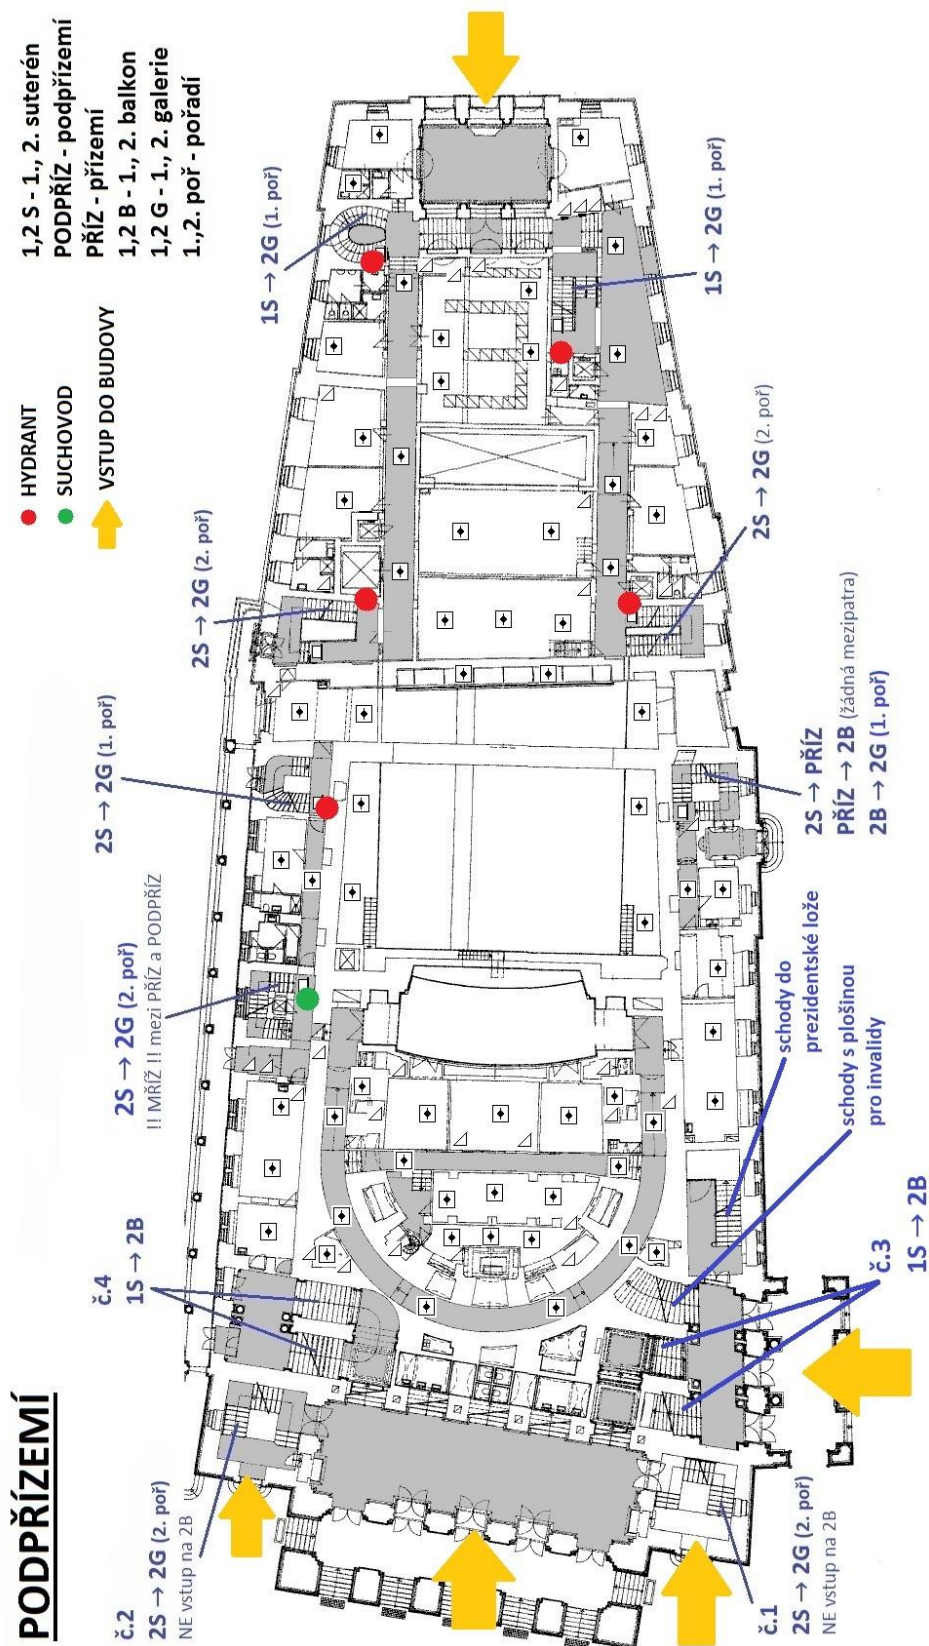 PODPŘÍZEMÍ
HYDRANT
SUCHOVOD
VSTUP DO BUDOVY
1,2 S - 1., 2. suterén
PODPŘÍZ - podpřízemí
PŘÍZ - přízemí
1,2 B - 1., 2. balkon
1,2 G - 1., 2. galerie
1.,2. poř - pořadí
č.2
2S → 2G (2. poř)
NE vstup na 2B
č.4
1S → 2B
2S → 2G (2. poř)
!! MŘÍŽ !! mezi PŘÍZ a PODPŘÍZ
2S → 2G (1. poř)
2S → 2G (2. poř)
1S → 2G (1. poř)
č.1
2S → 2G (2. poř)
NE vstup na 2B
č.3
1S → 2B
schody s plošinou
pro invalidy
schody do
prezidentské lože
2S → PŘÍZ
PŘÍZ → 2B (žádná mezipatra)
2B → 2G (1. poř)
2S → 2G (2. poř)
1S → 2G (1. poř)